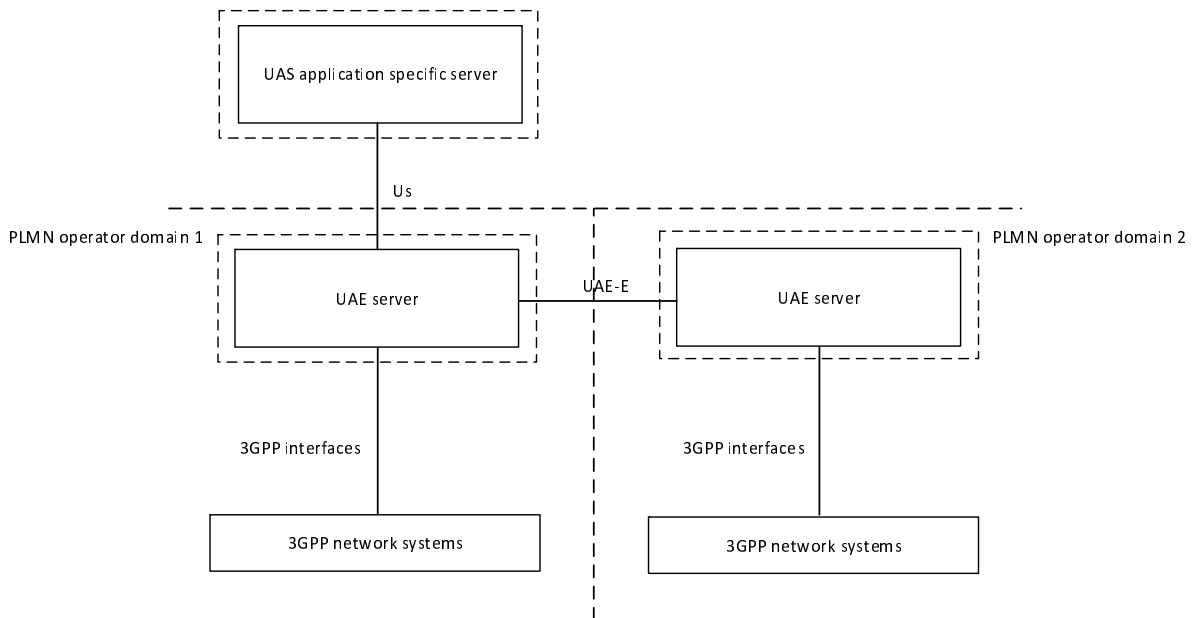 UAS application specific server
Us
PLMN operator domain 1
PLMN operator domain 2
UAE server
UAE-E
UAE server
3GPP interfaces
3GPP interfaces
3GPP network systems
3GPP network systems